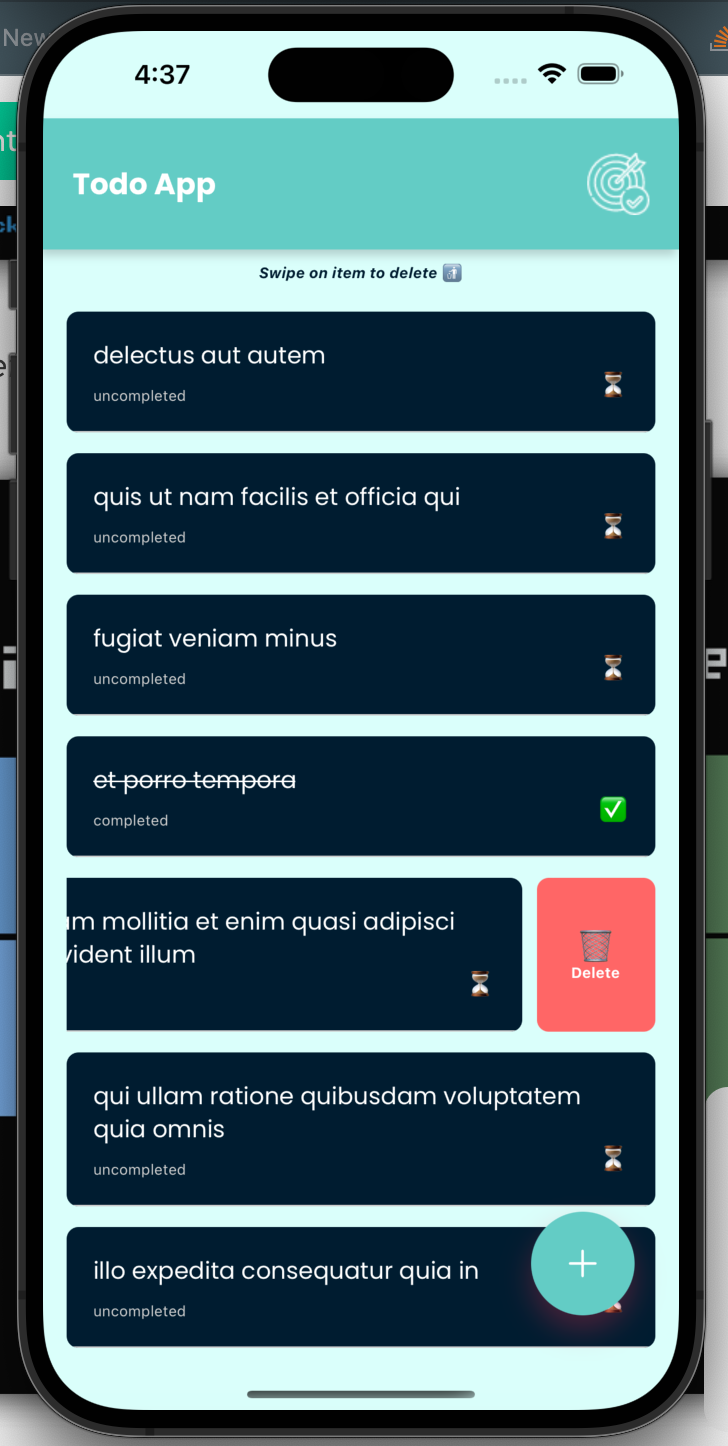 New
4:37
Todo App
Swipe on item to delete 🚮
delectus aut autem
uncompleted
quis ut nam facilis et officia qui
uncompleted
fugiat veniam minus
uncompleted
et porro tempora
completed
mollitia et enim quasi adipisci
illum
Delete
qui ullam ratione quibusdam voluptatem
quia omnis
uncompleted
illo expedita consequatur quia in
uncompleted